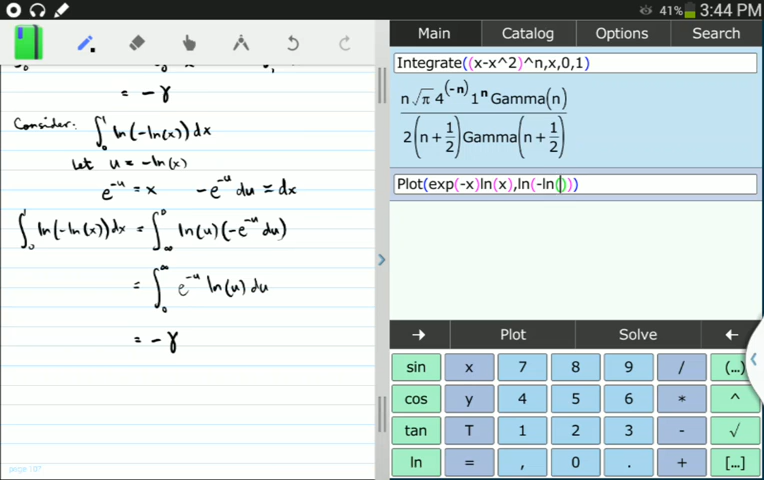 41% 3:44 PM
= -γ
Consider: ∫₀¹ ln(-ln(x)) dx
Let u = -ln(x)
e^{-u} = x   -e^{-u} du = dx
∫₀¹ ln(-ln(x)) dx = ∫_∞^0 ln(u) (-e^{-u} du)
= ∫₀^∞ e^{-u} ln(u) du
= -γ
page 107
Main Catalog Options Search
Integrate((x-x^2)^n,x,0,1)
n√π 4^(-n) 1^n Gamma(n)
2(n+1/2)Gamma(n+1/2)
Plot(exp(-x)ln(x),ln(-ln()))
→ Plot Solve ←
sin x 7 8 9 / (...)
cos y 4 5 6 * ^
tan T 1 2 3 - √
ln = , 0 . + [...]